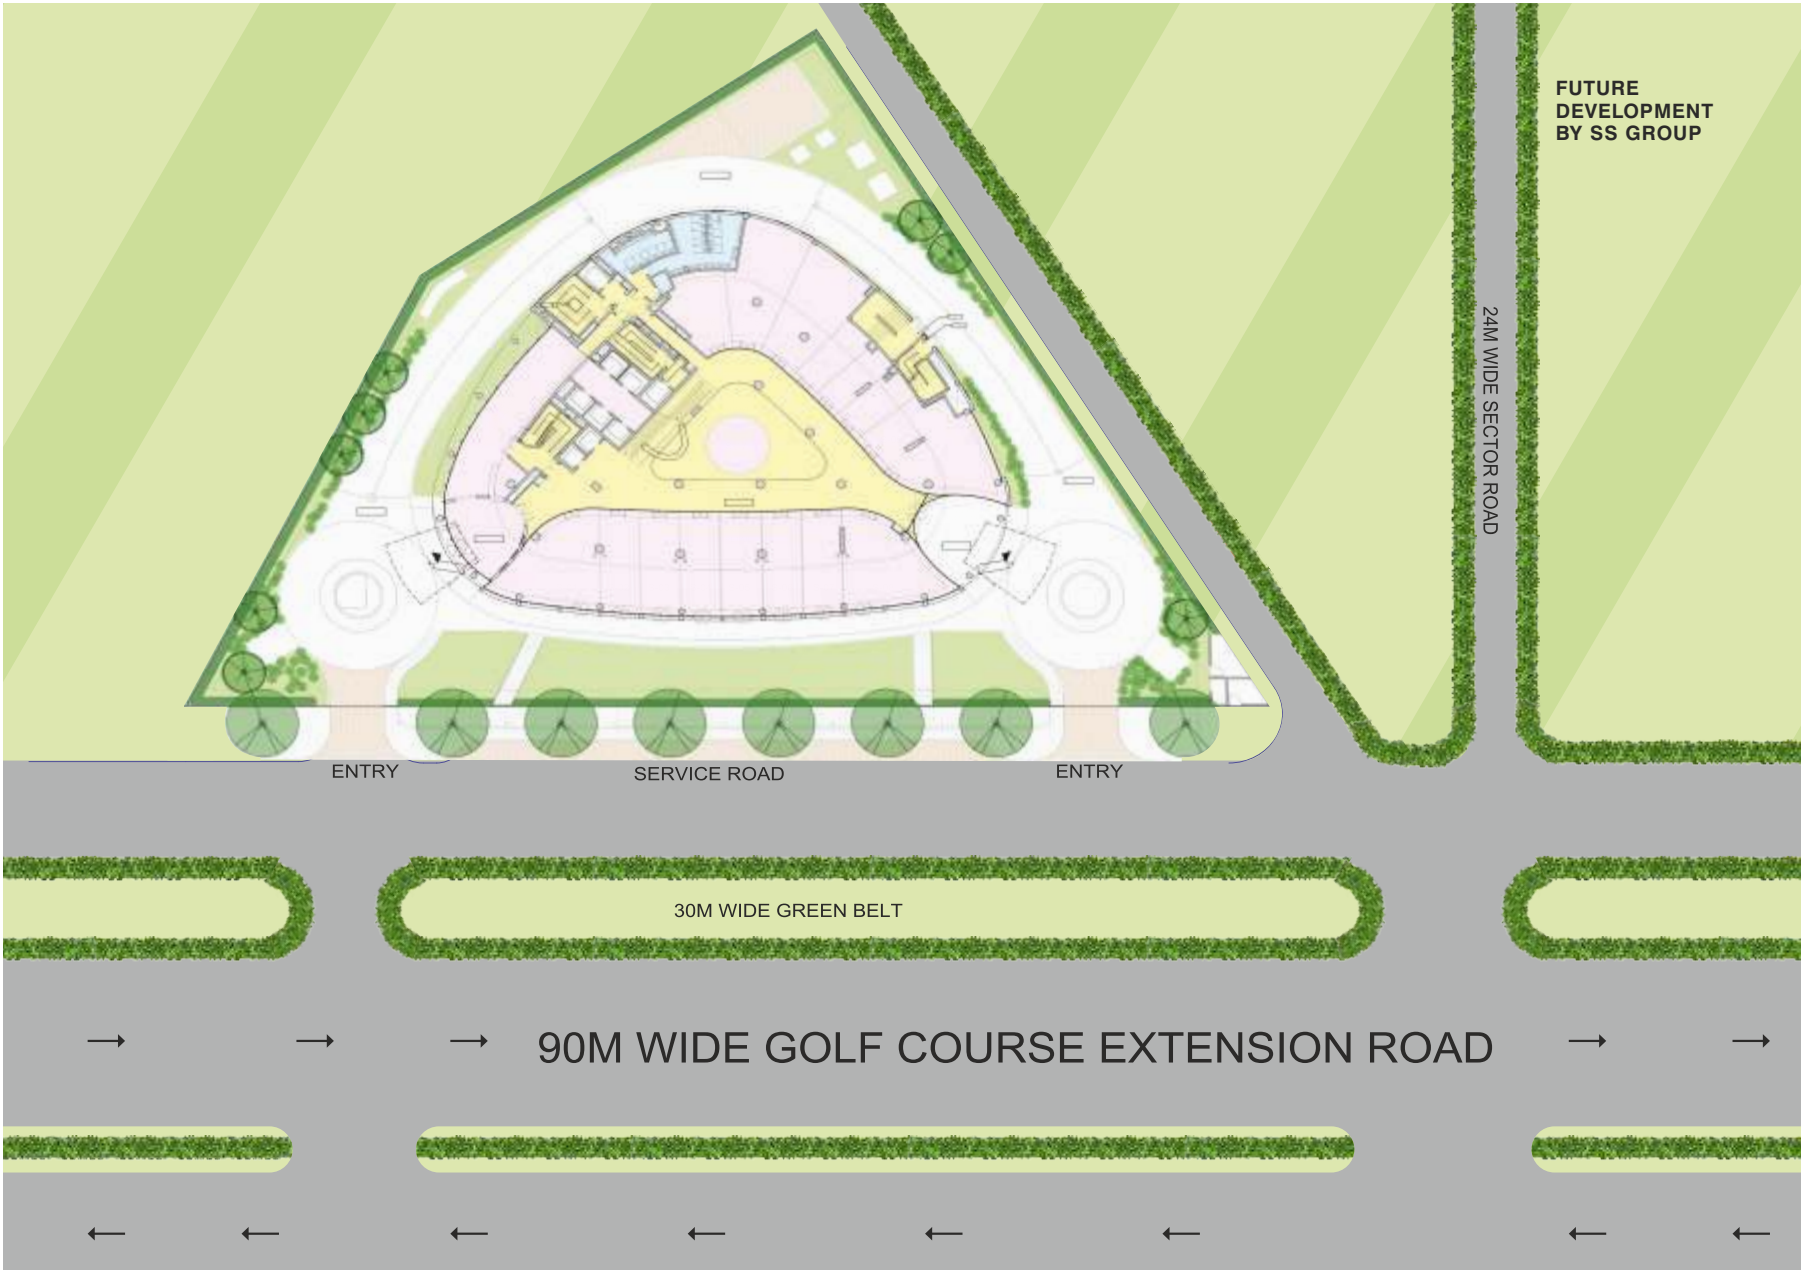 FUTURE
DEVELOPMENT
BY SS GROUP
24M WIDE SECTOR ROAD
ENTRY
SERVICE ROAD
ENTRY
30M WIDE GREEN BELT
90M WIDE GOLF COURSE EXTENSION ROAD